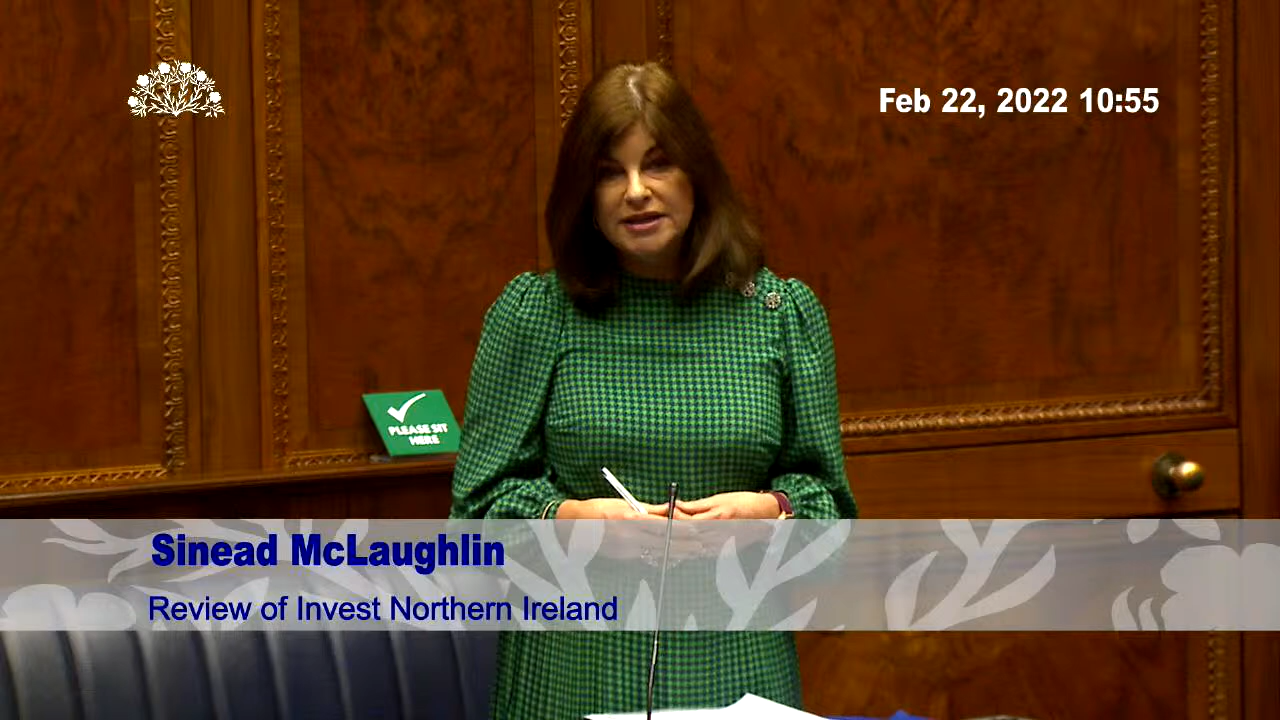 Feb 22, 2022 10:55
PLEASE SIT
HERE
Sinead McLaughlin
Review of Invest Northern Ireland